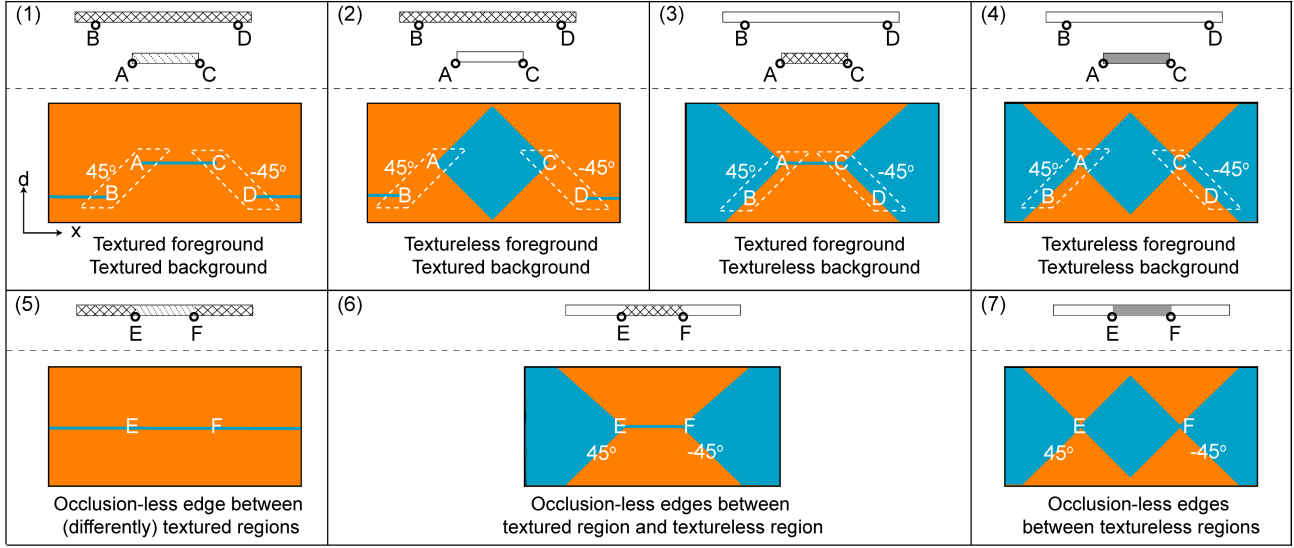 (1)
B
D
A
C
45°
A
C
-45°
B
D
d
x
Textured foreground
Textured background
(2)
B
D
A
C
45°
A
C
-45°
B
D
Textureless foreground
Textured background
(3)
B
D
A
C
45°
A
C
-45°
B
D
Textured foreground
Textureless background
(4)
B
D
A
C
45°
A
C
-45°
B
D
Textureless foreground
Textureless background
(5)
E
F
E
F
Occlusion-less edge between
(differently) textured regions
(6)
E
F
E
F
45°
-45°
Occlusion-less edges between
textured region and textureless region
(7)
E
F
E
F
45°
-45°
Occlusion-less edges
between textureless regions